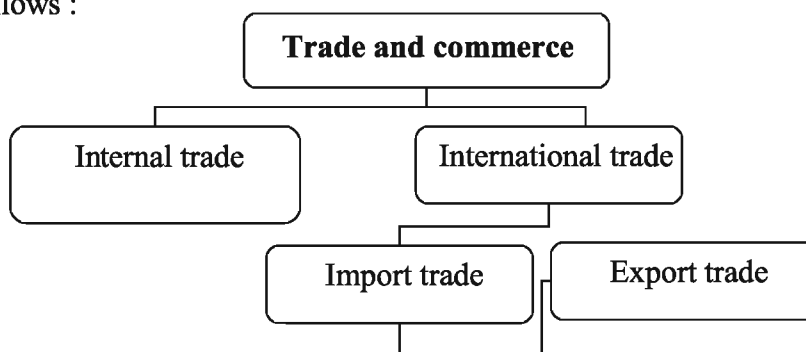 lows :
Trade and commerce
Internal trade
International trade
Import trade
Export trade